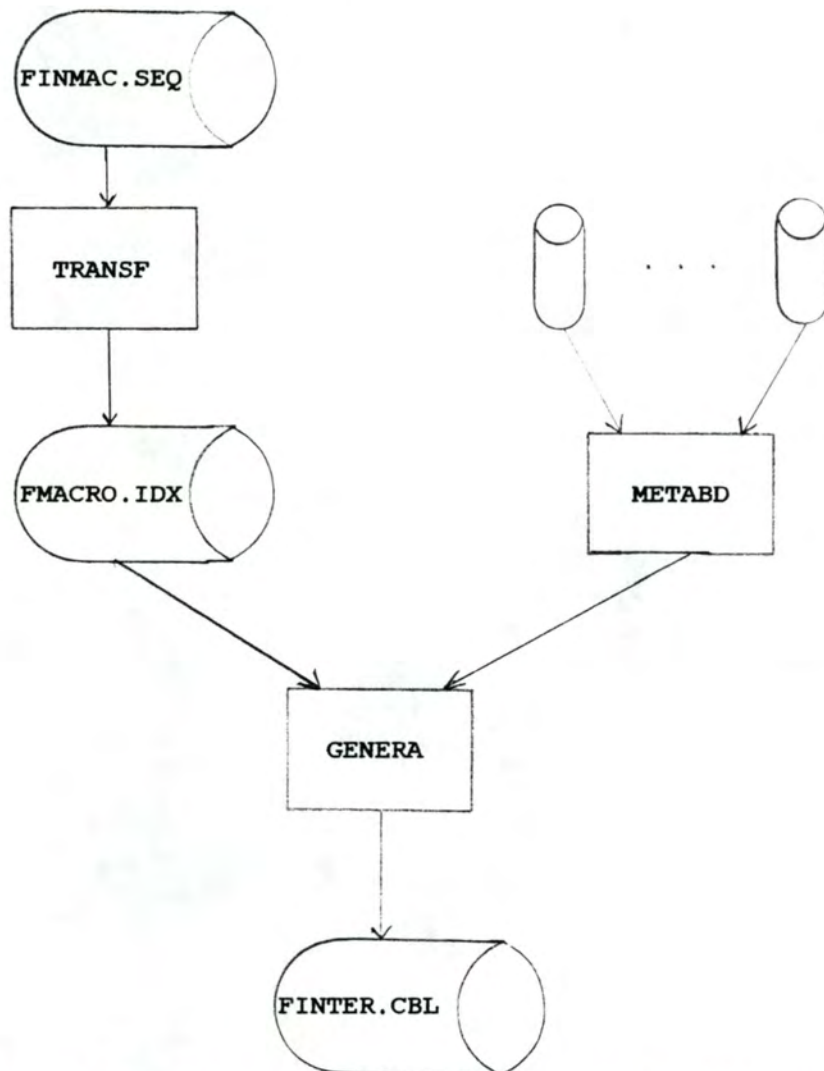 FINMAC.SEQ
TRANSF
. . .
FMACRO.IDX
METABD
GENERA
FINTER.CBL